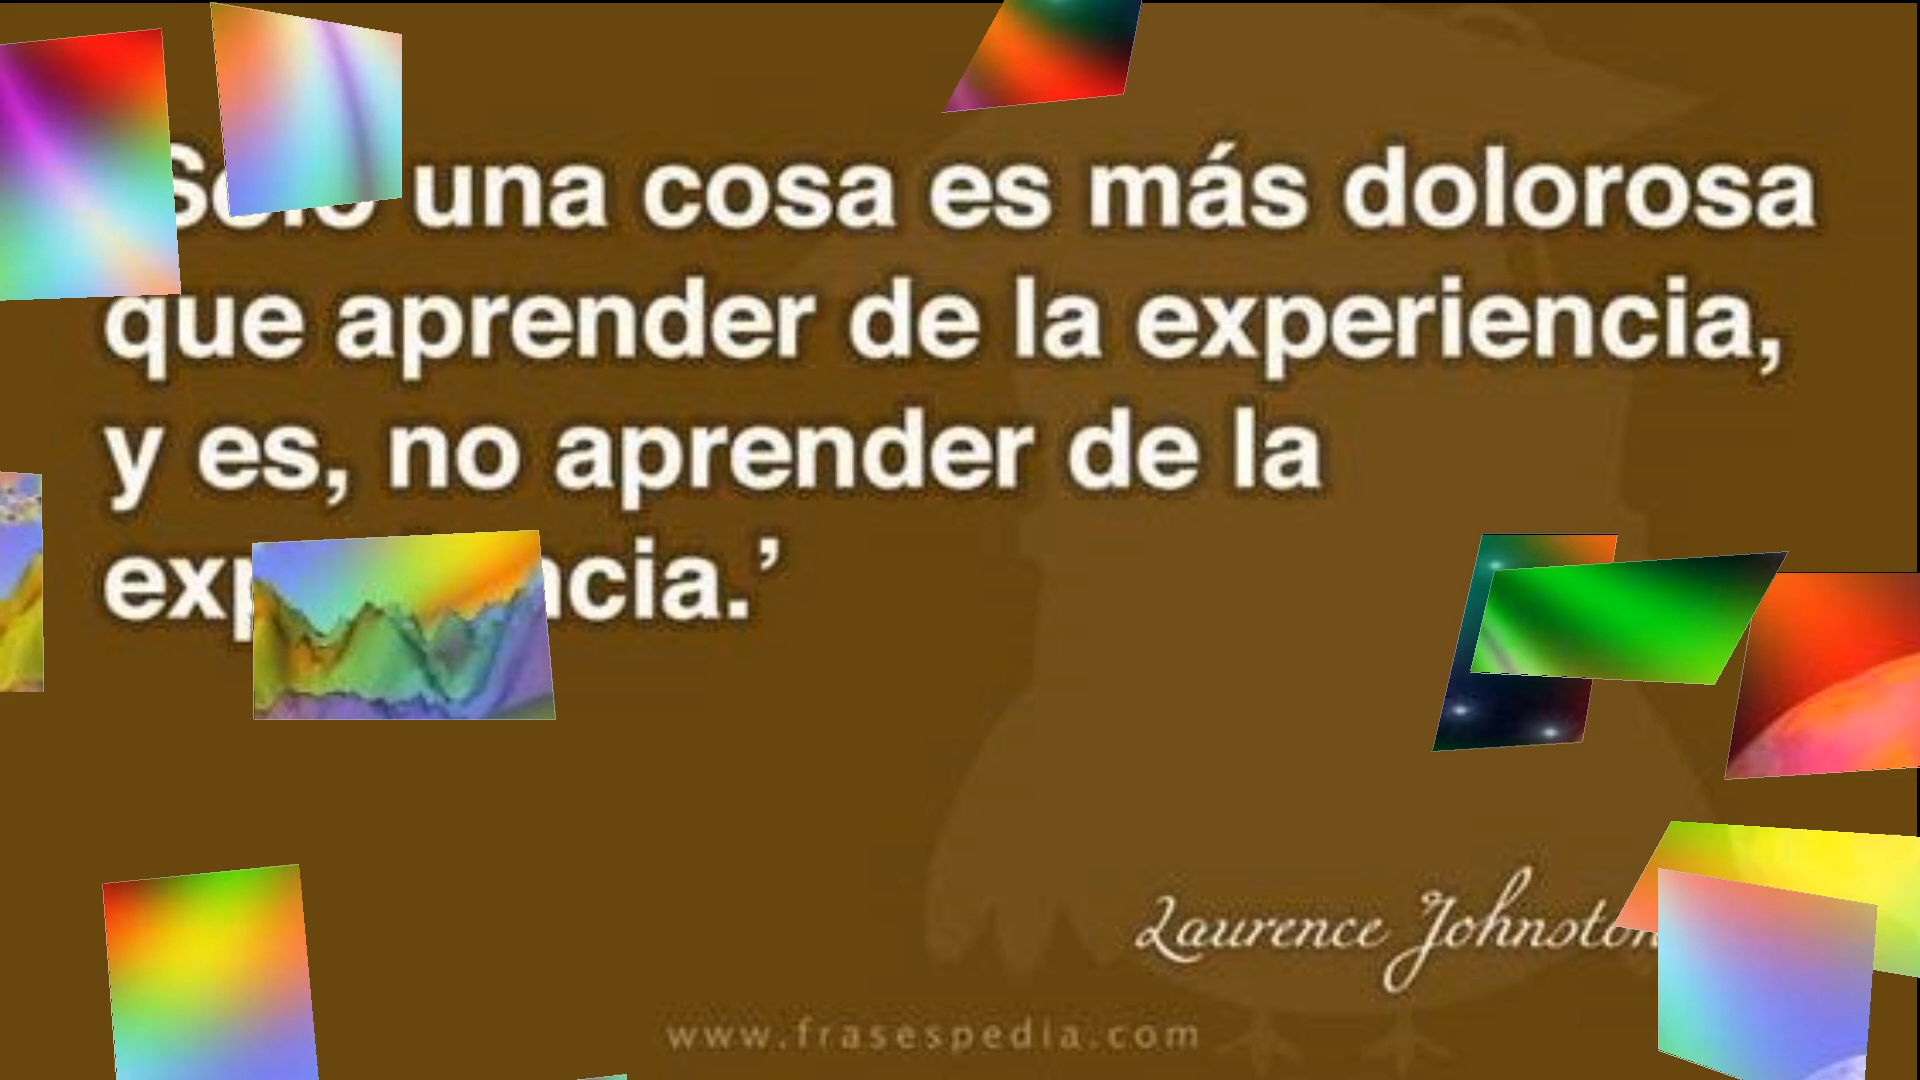 una cosa es más dolorosa
que aprender de la experiencia,
y es, no aprender de la
Laurence
www.frasespedia.com